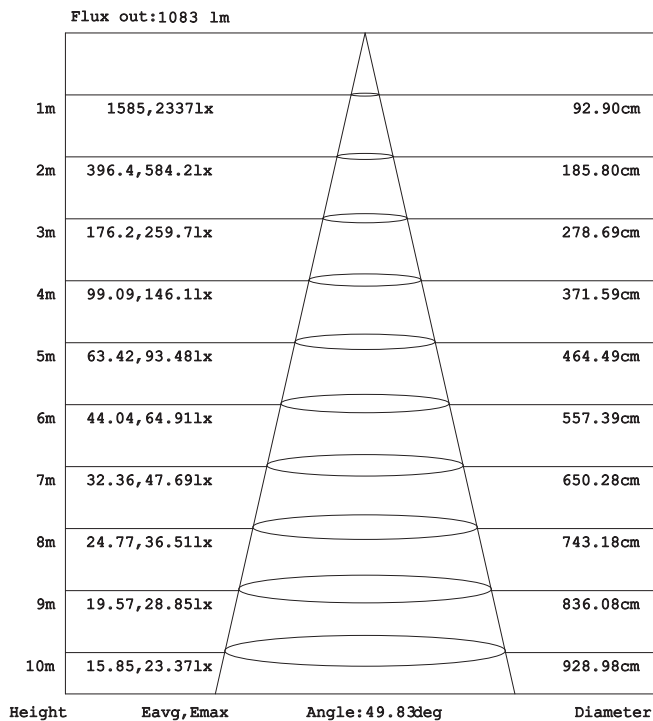 Flux out:1083 lm
1m 1585,2337lx 92.90cm
2m 396.4,584.2lx 185.80cm
3m 176.2,259.7lx 278.69cm
4m 99.09,146.1lx 371.59cm
5m 63.42,93.48lx 464.49cm
6m 44.04,64.91lx 557.39cm
7m 32.36,47.69lx 650.28cm
8m 24.77,36.51lx 743.18cm
9m 19.57,28.85lx 836.08cm
10m 15.85,23.37lx 928.98cm
Height Eavg,Emax Angle:49.83deg Diameter